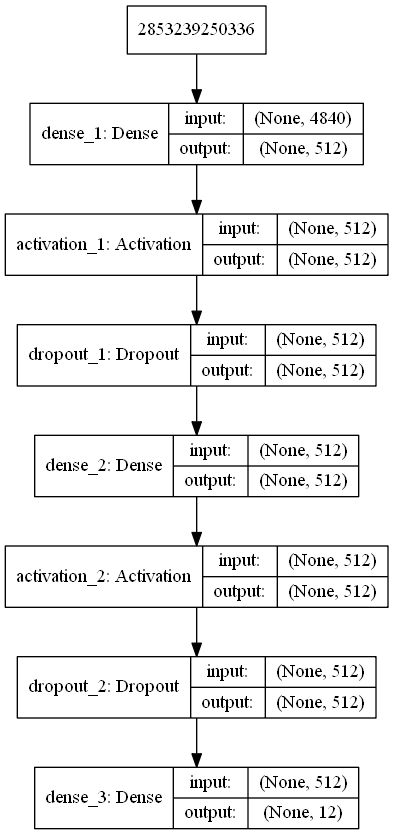 2853239250336
dense_1: Dense
input: (None, 4840)
output: (None, 512)
activation_1: Activation
input: (None, 512)
output: (None, 512)
dropout_1: Dropout
input: (None, 512)
output: (None, 512)
dense_2: Dense
input: (None, 512)
output: (None, 512)
activation_2: Activation
input: (None, 512)
output: (None, 512)
dropout_2: Dropout
input: (None, 512)
output: (None, 512)
dense_3: Dense
input: (None, 512)
output: (None, 12)